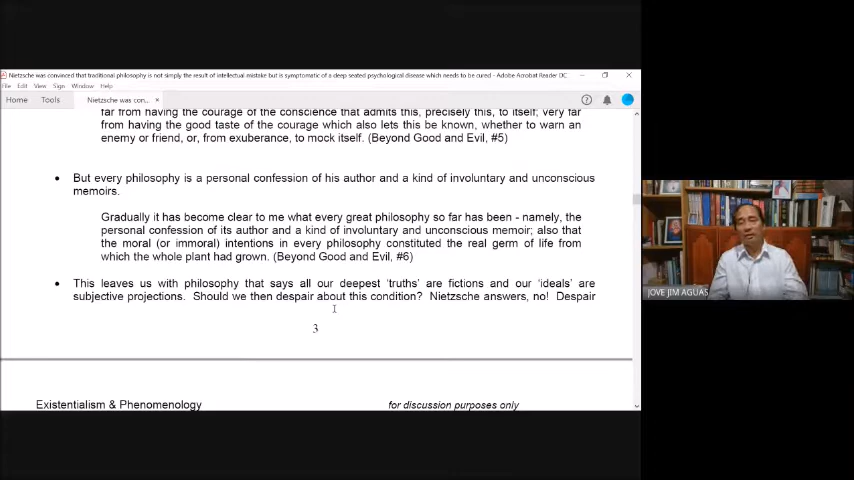 Nietzsche was convinced that traditional philosophy is not simply the result of intellectual mistake but is symptomatic of a deep seated psychological disease which needs to be cured - Adobe Acrobat Reader DC
File Edit View Sign Window Help
Home Tools Nietzsche was con... ×
far from having the courage of the conscience that admits this, precisely this, to itself; very far
from having the good taste of the courage which also lets this be known, whether to warn an
enemy or friend, or, from exuberance, to mock itself. (Beyond Good and Evil, #5)
• But every philosophy is a personal confession of his author and a kind of involuntary and unconscious
memoirs.
Gradually it has become clear to me what every great philosophy so far has been - namely, the
personal confession of its author and a kind of involuntary and unconscious memoir; also that
the moral (or immoral) intentions in every philosophy constituted the real germ of life from
which the whole plant had grown. (Beyond Good and Evil, #6)
• This leaves us with philosophy that says all our deepest ‘truths’ are fictions and our ‘ideals’ are
subjective projections. Should we then despair about this condition? Nietzsche answers, no! Despair
3
Existentialism & Phenomenology for discussion purposes only
JOVE JIM AGUAS